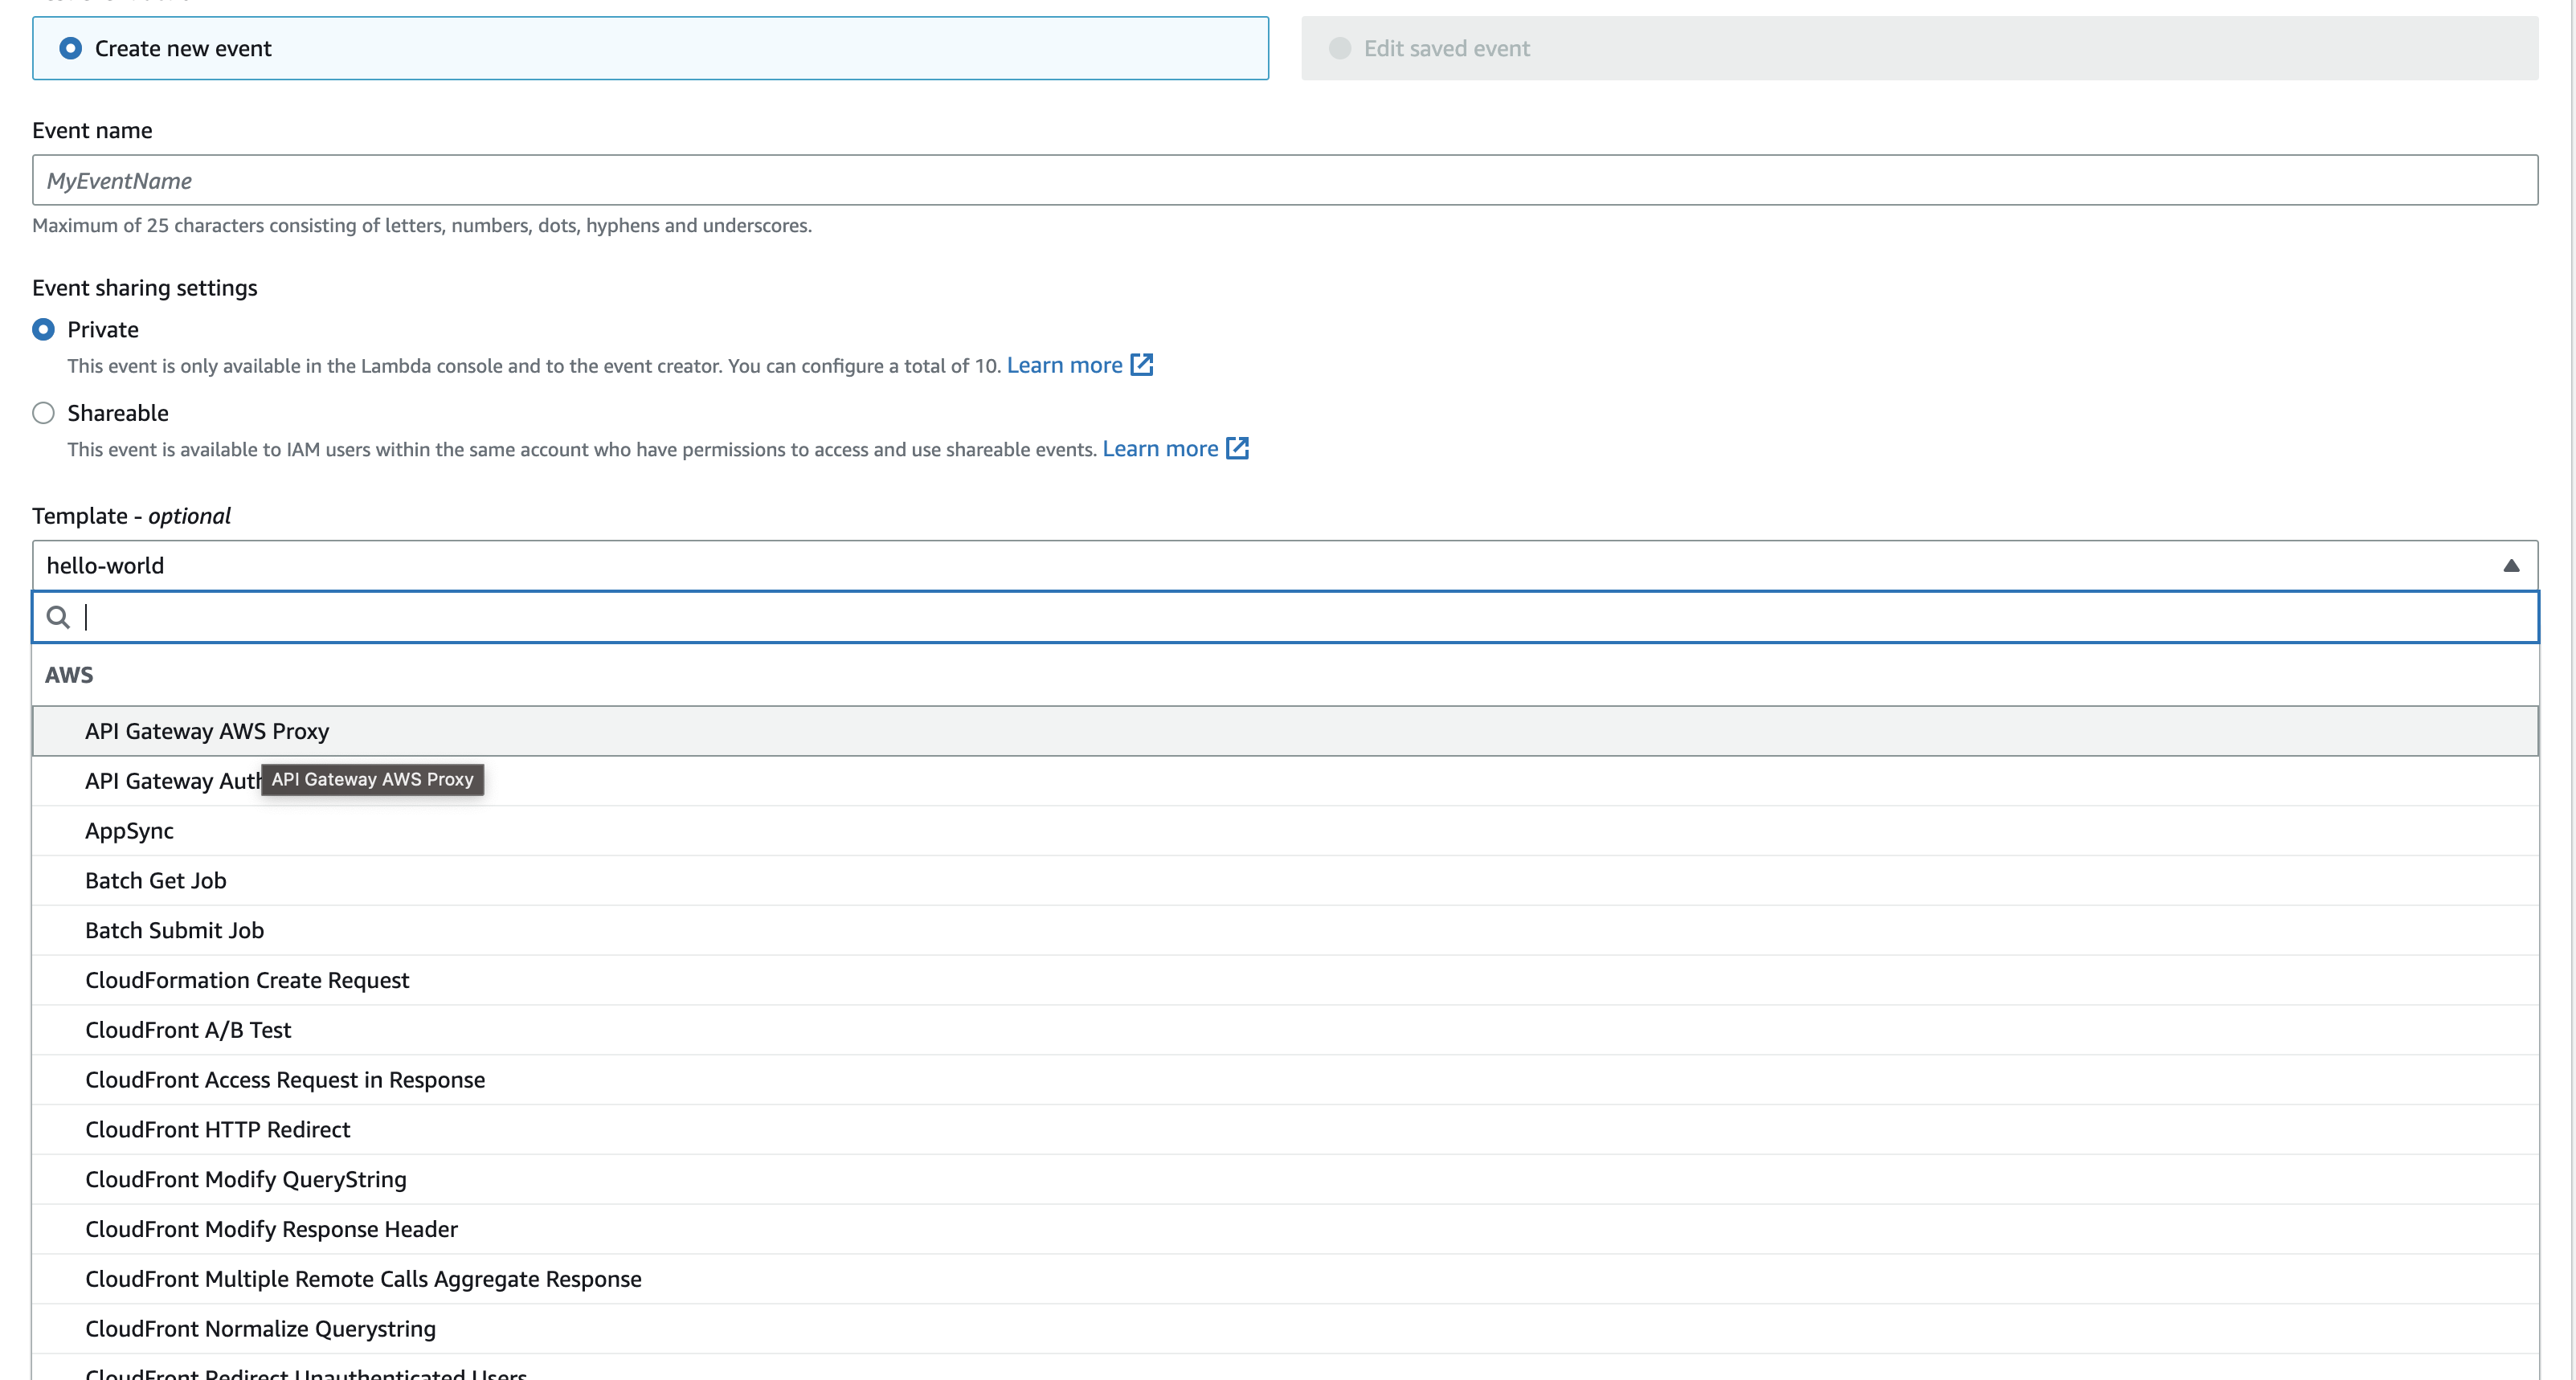 Create new event
Edit saved event
Event name
MyEventName
Maximum of 25 characters consisting of letters, numbers, dots, hyphens and underscores.
Event sharing settings
Private
This event is only available in the Lambda console and to the event creator. You can configure a total of 10. Learn more
Shareable
This event is available to IAM users within the same account who have permissions to access and use shareable events. Learn more
Template - optional
hello-world
AWS
API Gateway AWS Proxy
API Gateway
API Gateway AWS Proxy
AppSync
Batch Get Job
Batch Submit Job
CloudFormation Create Request
CloudFront A/B Test
CloudFront Access Request in Response
CloudFront HTTP Redirect
CloudFront Modify QueryString
CloudFront Modify Response Header
CloudFront Multiple Remote Calls Aggregate Response
CloudFront Normalize Querystring
CloudFront Redirect Unauthenticated Users